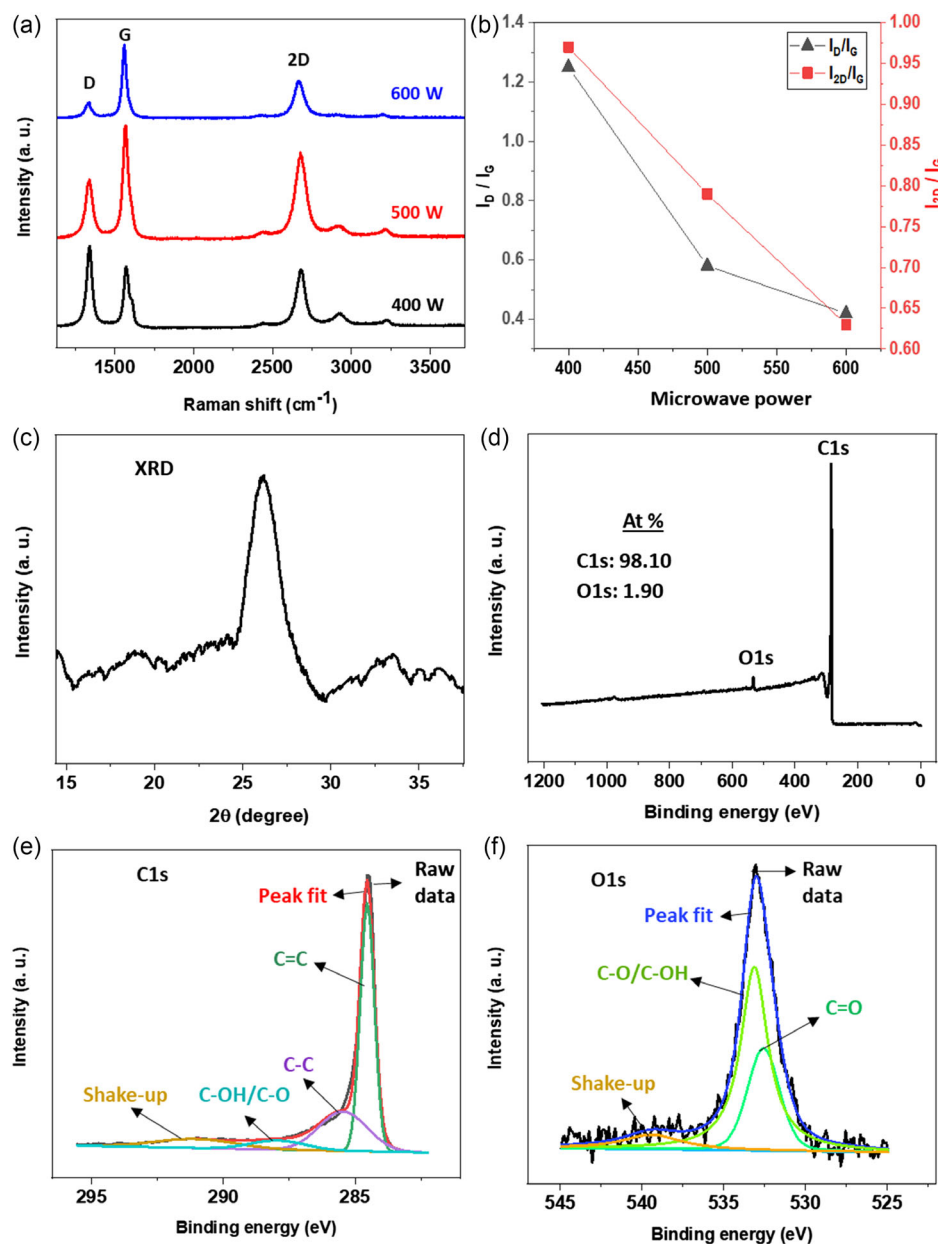 (a)
G
D
2D
600 W
500 W
400 W
Intensity (a. u.)
1500 2000 2500 3000 3500
Raman shift (cm⁻¹)
(b)
I_D/I_G
I_2D/I_G
1.4
1.2
1.0
0.8
0.6
0.4
I_D / I_G
1.00
0.95
0.90
0.85
0.80
0.75
0.70
0.65
0.60
I_2D / I_G
400 450 500 550 600
Microwave power
(c)
XRD
Intensity (a. u.)
15 20 25 30 35
2θ (degree)
(d)
C1s
At %
C1s: 98.10
O1s: 1.90
O1s
Intensity (a. u.)
1200 1000 800 600 400 200 0
Binding energy (eV)
(e)
C1s
Raw
data
Peak fit
C=C
C-C
C-OH/C-O
Shake-up
Intensity (a. u.)
295 290 285
Binding energy (eV)
(f)
O1s
Raw
data
Peak fit
C-O/C-OH
C=O
Shake-up
Intensity (a. u.)
545 540 535 530 525
Binding energy (eV)